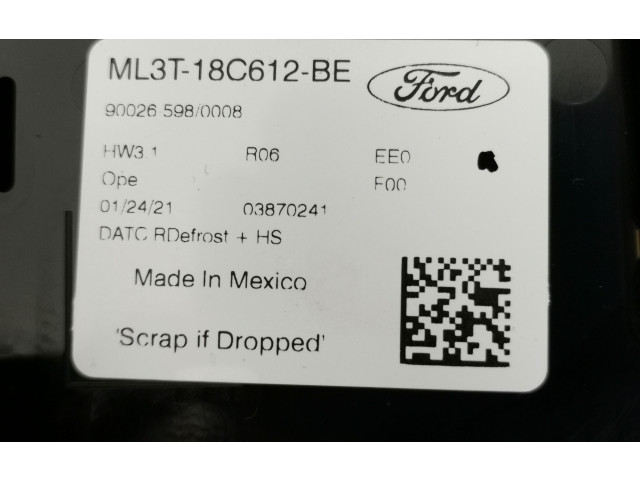 ML3T-18C612-BE
Ford
90026 598/0008
HW3.1 R06 EE0
Ope F00
01/24/21 03870241
DATC RDefrost + HS
Made In Mexico
'Scrap if Dropped'